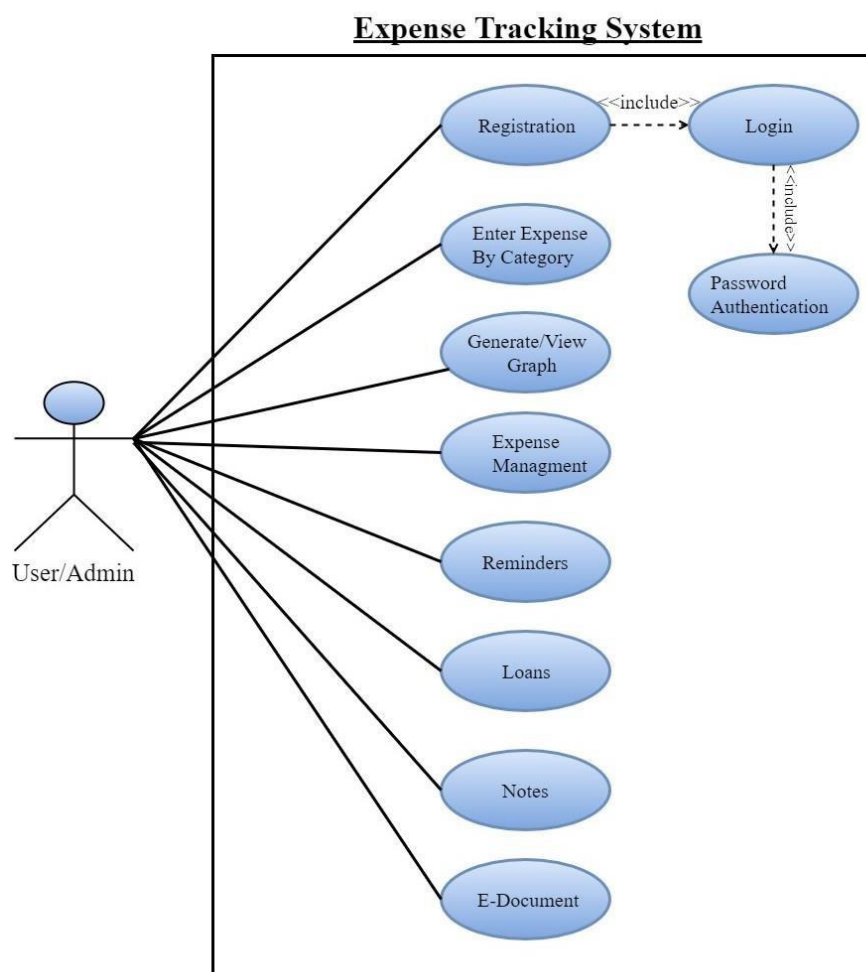 Expense Tracking System
Registration
<<include>>
Login
<<include>>
Enter Expense
By Category
Password
Authentication
Generate/View
Graph
Expense
Managment
User/Admin
Reminders
Loans
Notes
E-Document